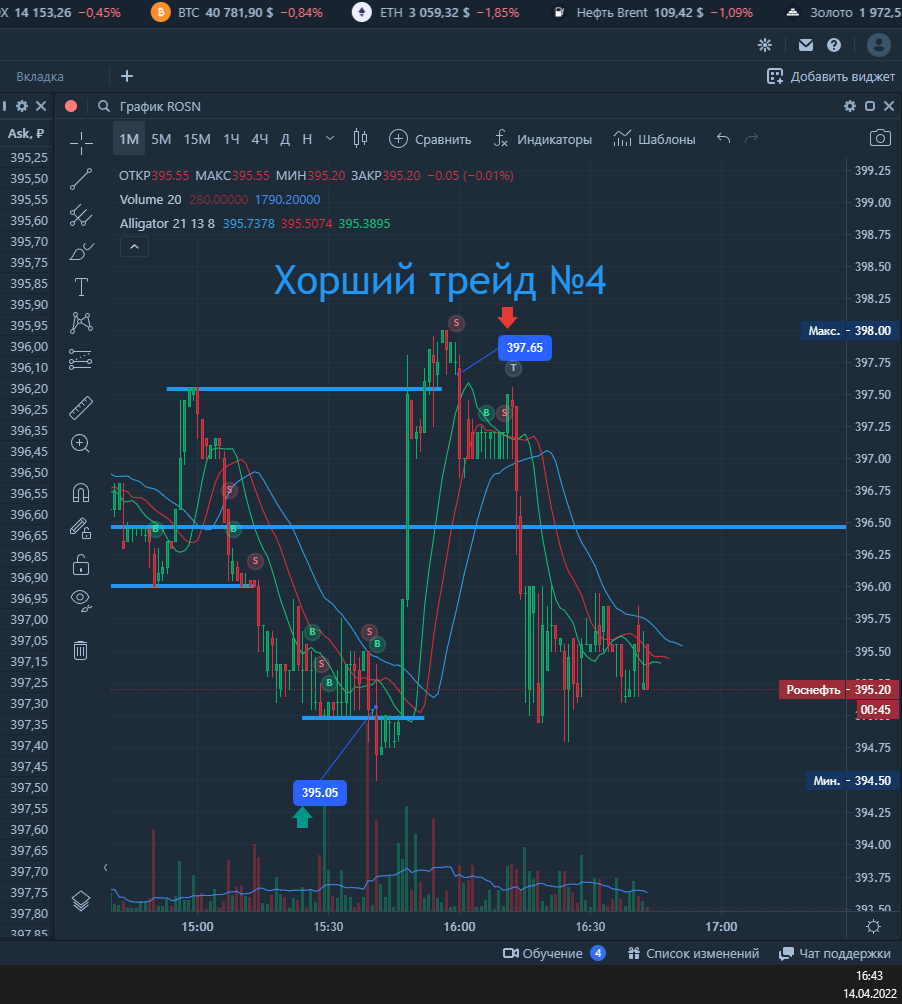 X 14 153,26 −0,45% BTC 40 781,90 $ −0,84% ETH 3 059,32 $ −1,85% Нефть Brent 109,42 $ −1,09% Золото 1 972,5
Вкладка + Добавить виджет
График ROSN
Ask, ₽
1М 5М 15М 1Ч 4Ч Д Н Сравнить Индикаторы Шаблоны
ОТКР395.55 МАКС395.55 МИН395.20 ЗАКР395.20 −0.05 (−0.01%)
Volume 20 280.00000 1790.20000
Alligator 21 13 8 395.7378 395.5074 395.3895
395,25
395,50
395,55
395,60
395,70
395,75
395,85
395,90
395,95
396,00
396,10
396,20
396,25
396,35
396,45
396,50
396,55
396,60
396,65
396,85
396,90
396,95
397,00
397,05
397,15
397,25
397,30
397,35
397,40
397,45
397,50
397,55
397,60
397,65
397,70
397,75
397,80
397,85
Хорший трейд №4
S
397.65
T
B
S
S
B
B
S
B
S
B
S
B
395.05
399.25
399.00
398.75
398.50
398.25
Макс. 398.00
397.75
397.50
397.25
397.00
396.75
396.50
396.25
396.00
395.75
395.50
Роснефть 395.20
00:45
394.75
Мин. 394.50
394.25
394.00
393.75
393.50
15:00 15:30 16:00 16:30 17:00
Обучение 4 Список изменений Чат поддержки
16:43
14.04.2022